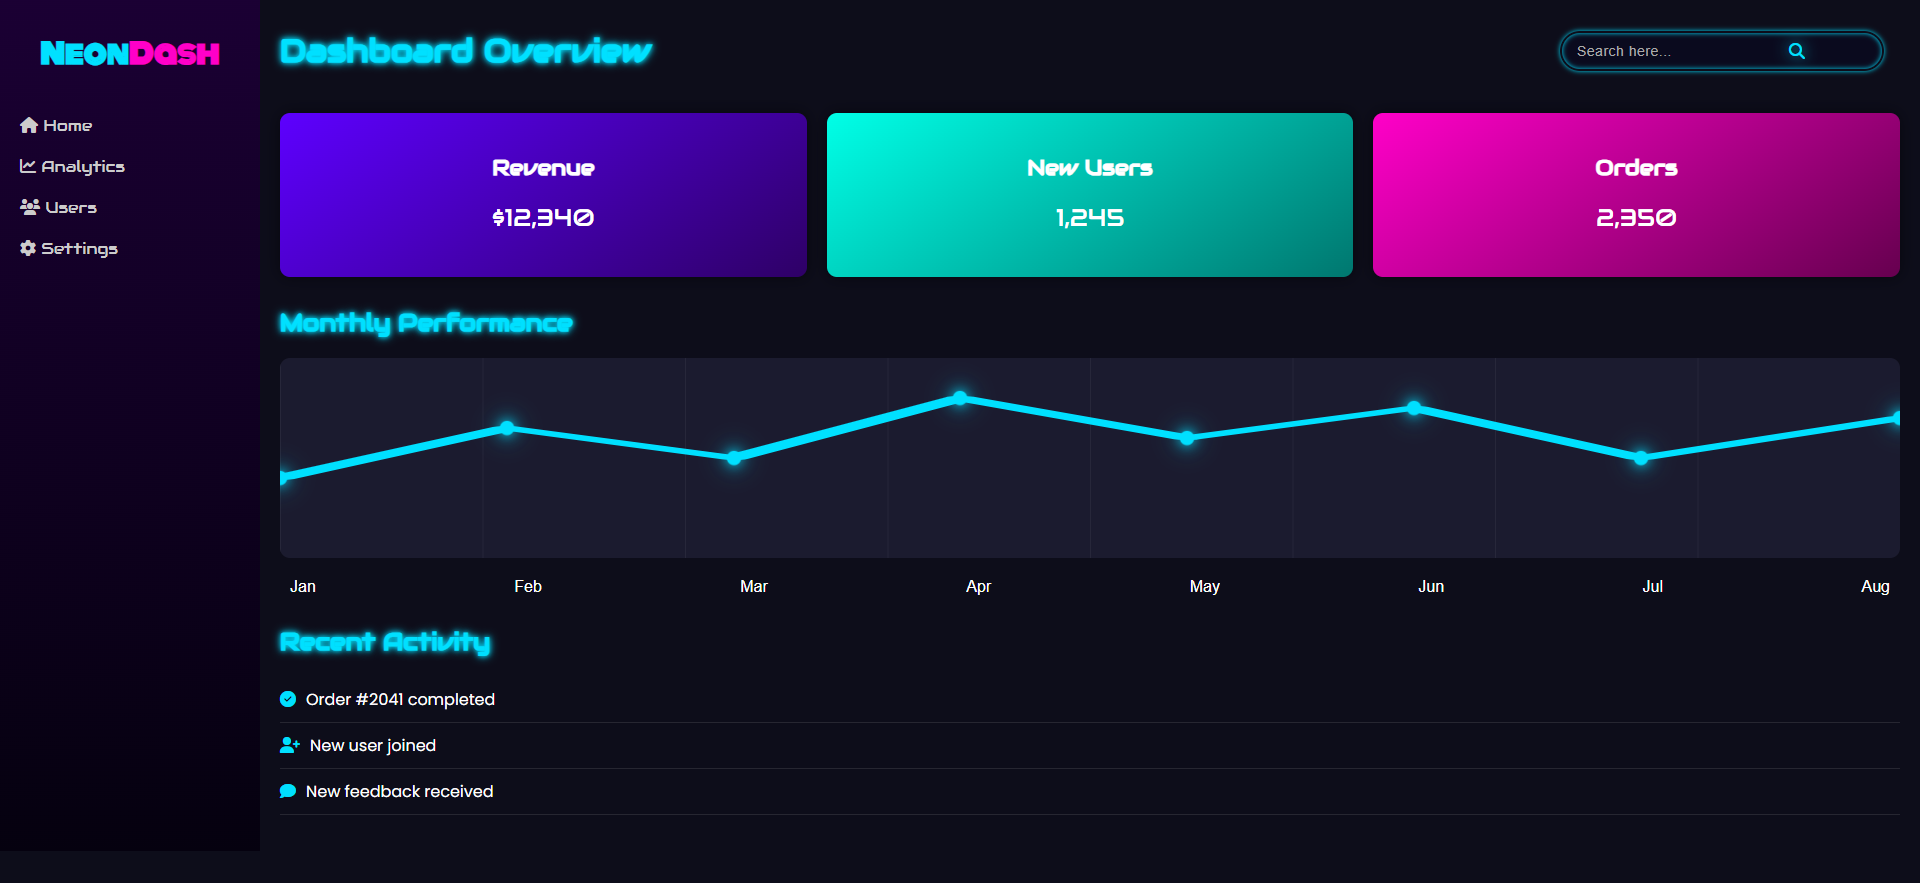 NeonDash
Home
Analytics
Users
Settings
Dashboard Overview
Search here...
Revenue
$12,340
New Users
1,245
Orders
2,350
Monthly Performance
Jan Feb Mar Apr May Jun Jul Aug
Recent Activity
Order #2041 completed
New user joined
New feedback received